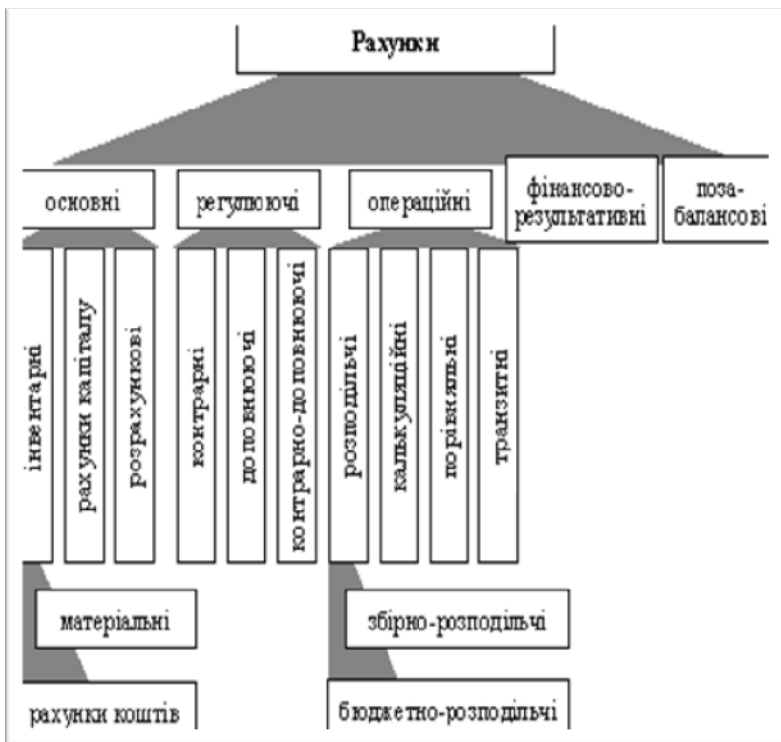 Рахунки
основні
регулюючі
операційні
фінансово-
результативні
поза-
балансові
інвентарні
рахунки капіталу
розрахункові
контрарні
доповнюючі
контрарно-доповнюючі
розподільчі
калькуляційні
порівняльні
транзитні
матеріальні
рахунки коштів
збірно-розподільчі
бюджетно-розподільчі